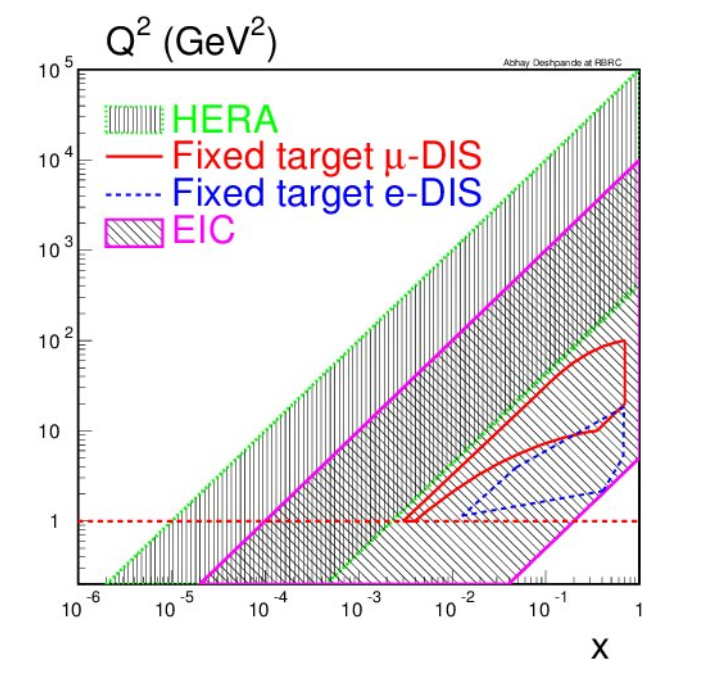 Q² (GeV²)
Abhay Deshpande at RBRC
10⁵
HERA
Fixed target μ-DIS
Fixed target e-DIS
EIC
10⁴
10³
10²
10
1
10⁻⁶ 10⁻⁵ 10⁻⁴ 10⁻³ 10⁻² 10⁻¹ 1
x